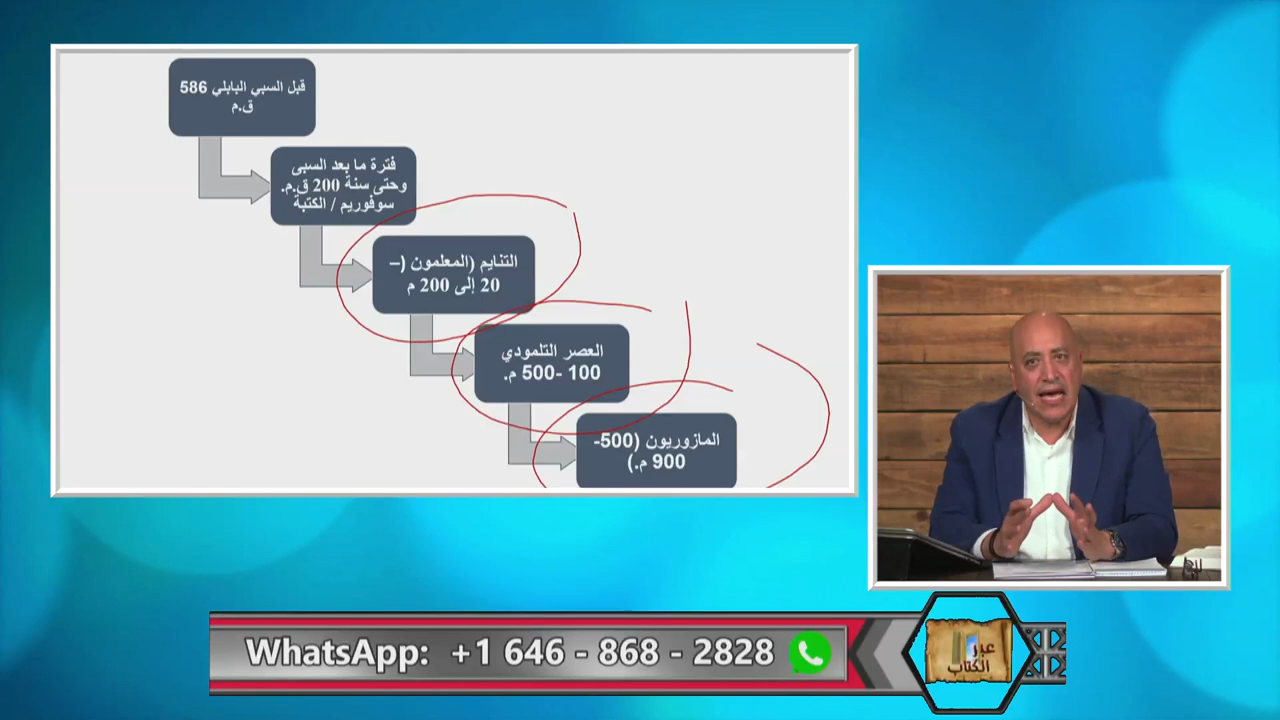 قبل السبي البابلي 586
ق.م
فترة ما بعد السبى
وحتى سنة 200 ق.م.
سوفوريم / الكتبة
التنايم (المعلمون (–
20 إلى 200 م
العصر التلمودي
100 -500 م.
المازوريون (500-
900 م.)
WhatsApp: +1 646 - 868 - 2828
عبر
الكتاب